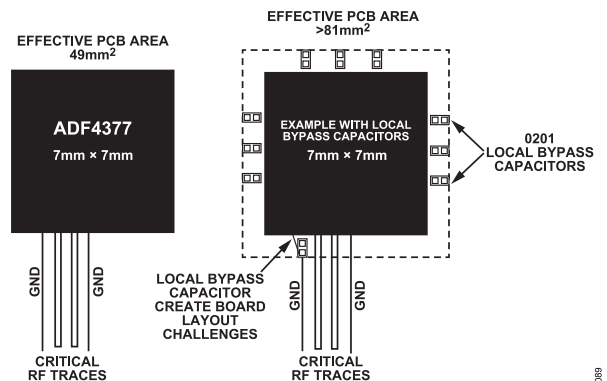 EFFECTIVE PCB AREA
49mm²
ADF4377
7mm × 7mm
GND
GND
CRITICAL
RF TRACES
EFFECTIVE PCB AREA
>81mm²
EXAMPLE WITH LOCAL
BYPASS CAPACITORS
7mm × 7mm
0201
LOCAL BYPASS
CAPACITORS
LOCAL BYPASS
CAPACITOR
CREATE BOARD
LAYOUT
CHALLENGES
GND
GND
CRITICAL
RF TRACES
089